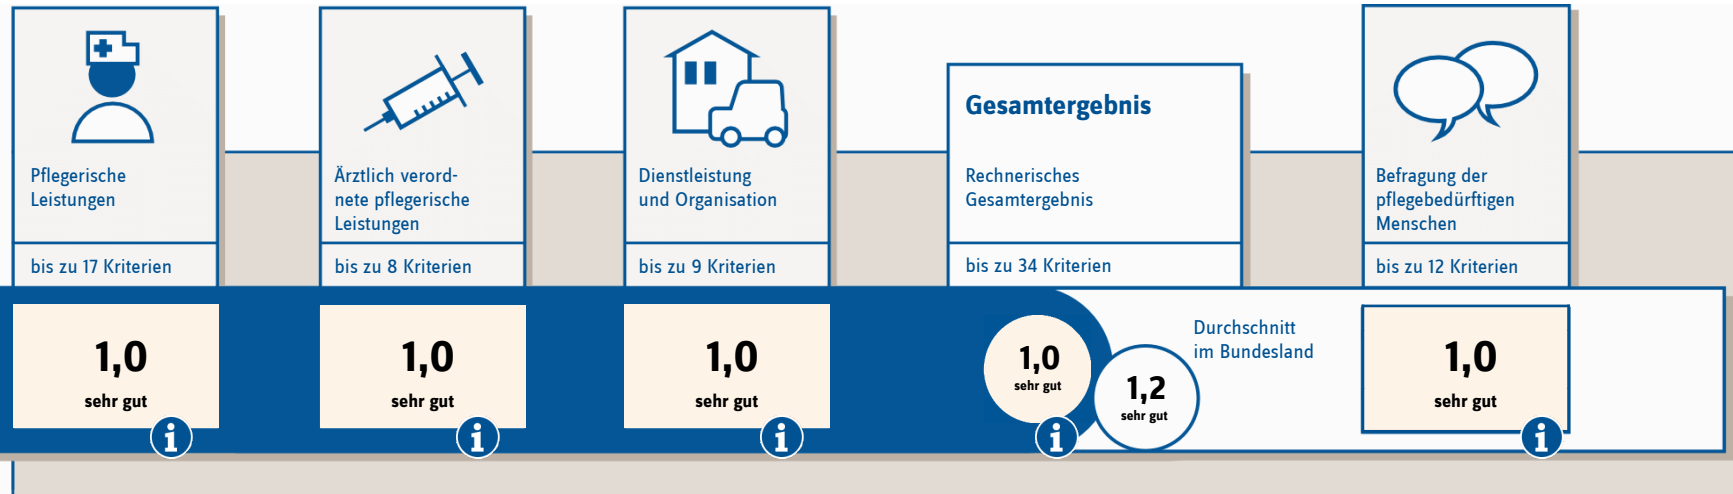 Pflegerische
Leistungen
bis zu 17 Kriterien
1,0
sehr gut
i
Ärztlich verord-
nete pflegerische
Leistungen
bis zu 8 Kriterien
1,0
sehr gut
i
Dienstleistung
und Organisation
bis zu 9 Kriterien
1,0
sehr gut
i
Gesamtergebnis
Rechnerisches
Gesamtergebnis
bis zu 34 Kriterien
1,0
sehr gut
i
Durchschnitt
im Bundesland
1,2
sehr gut
Befragung der
pflegebedürftigen
Menschen
bis zu 12 Kriterien
1,0
sehr gut
i